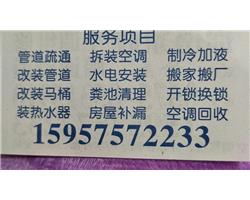 服务项目
管道疏通 拆装空调 制冷加液
改装管道 水电安装 搬家搬厂
改装马桶 粪池清理 开锁换锁
装热水器 房屋补漏 空调回收
15957572233